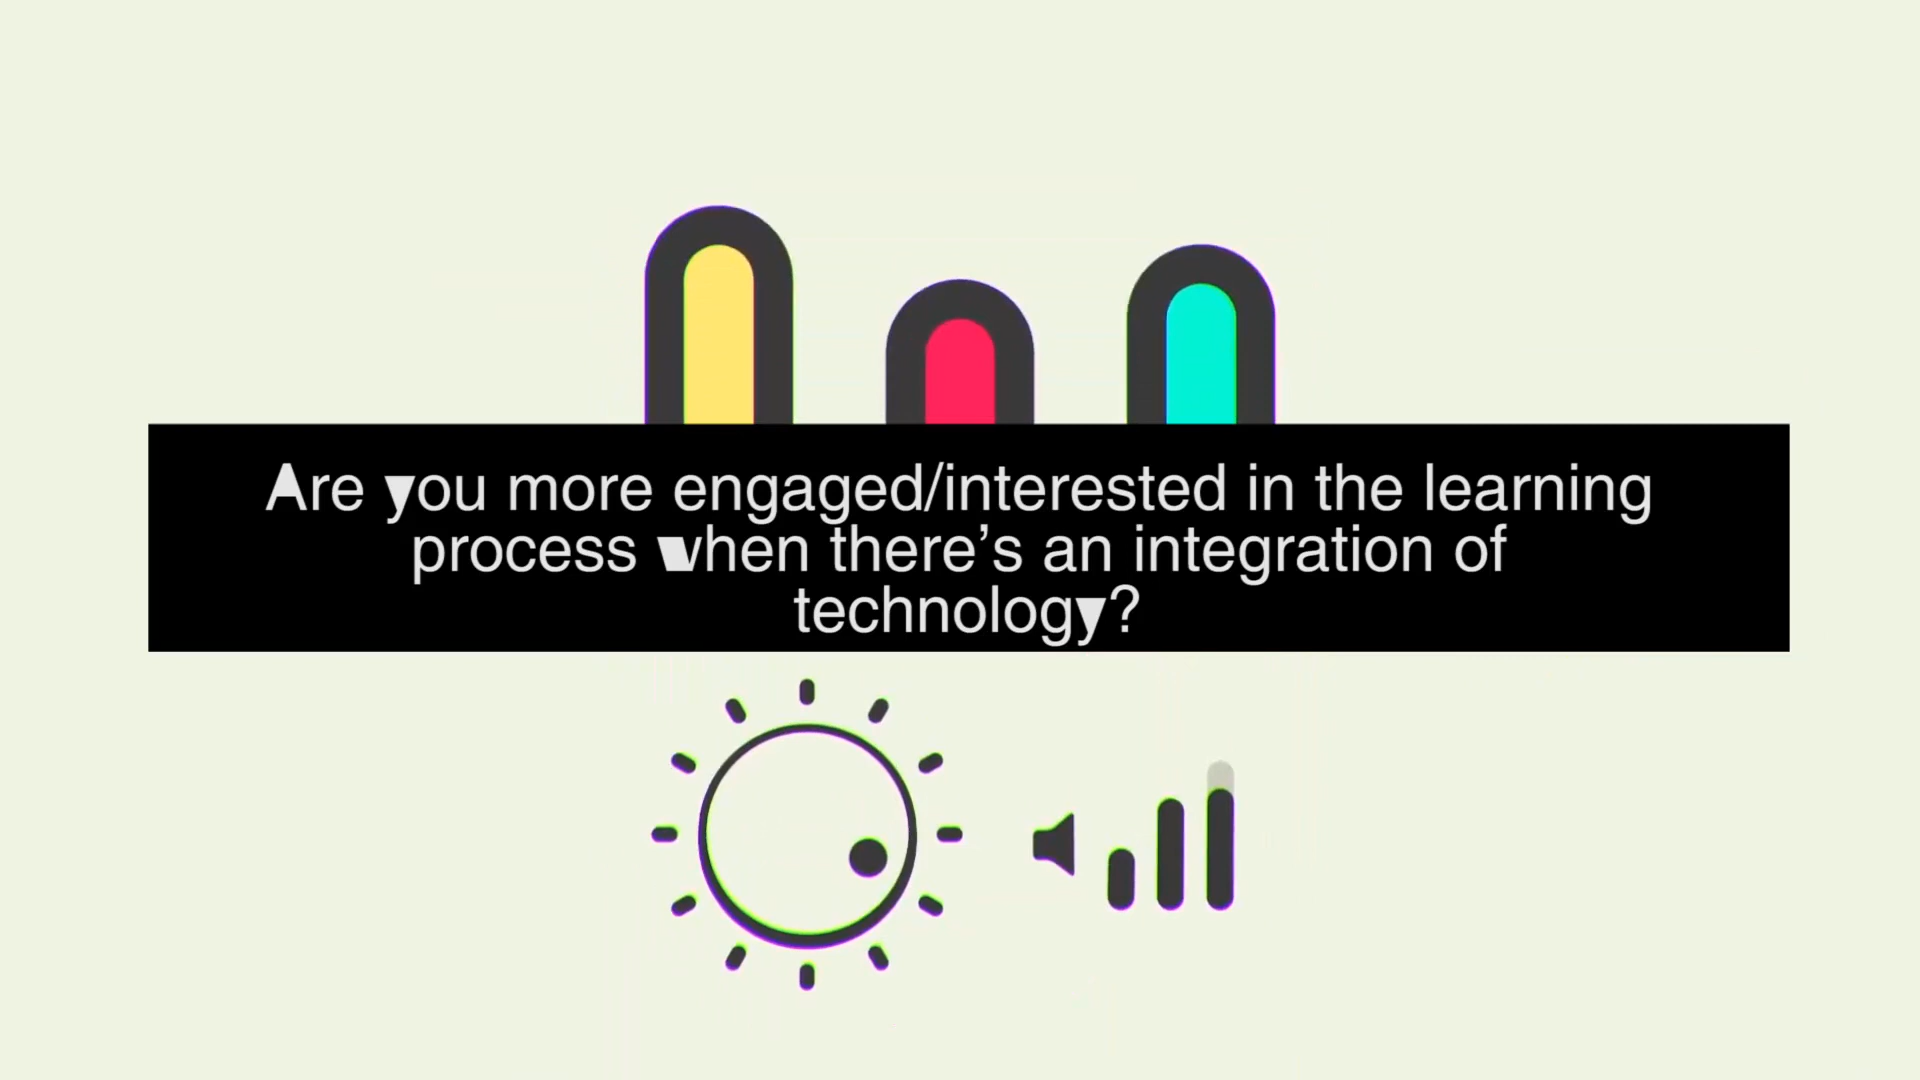 Are you more engaged/interested in the learning
process when there’s an integration of
technology?